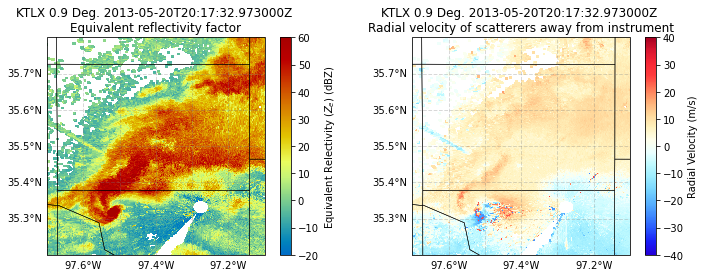 KTLX 0.9 Deg. 2013-05-20T20:17:32.973000Z
Equivalent reflectivity factor
35.7°N
35.6°N
35.5°N
35.4°N
35.3°N
97.6°W 97.4°W 97.2°W
60
50
40
30
20
10
0
−10
−20
Equivalent Relectivity (Ze) (dBZ)
KTLX 0.9 Deg. 2013-05-20T20:17:32.973000Z
Radial velocity of scatterers away from instrument
35.7°N
35.6°N
35.5°N
35.4°N
35.3°N
97.6°W 97.4°W 97.2°W
40
30
20
10
0
−10
−20
−30
−40
Radial Velocity (m/s)